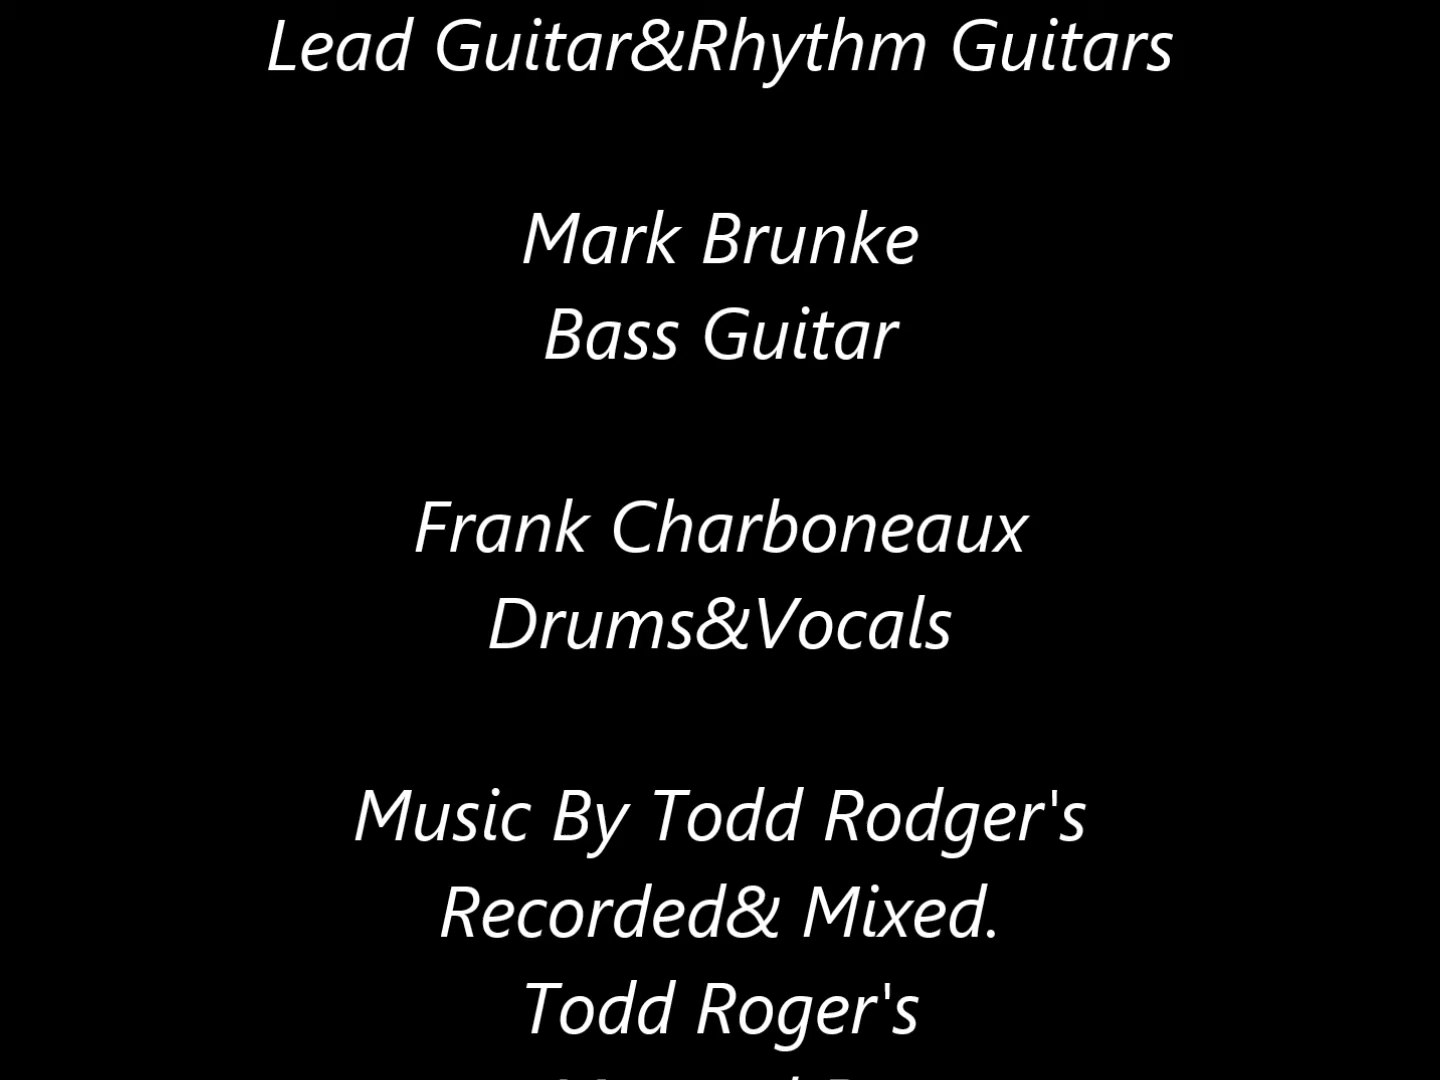 Lead Guitar&Rhythm Guitars
Mark Brunke
Bass Guitar
Frank Charboneaux
Drums&Vocals
Music By Todd Rodger's
Recorded& Mixed.
Todd Roger's